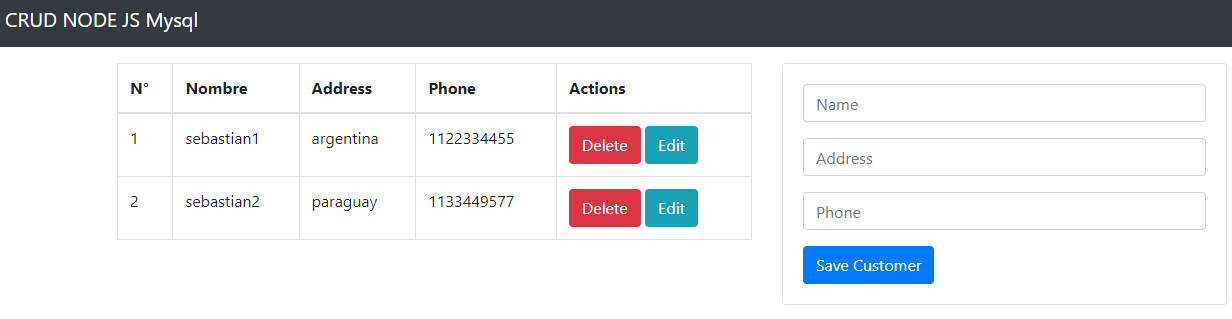 CRUD NODE JS Mysql
N° Nombre Address Phone Actions
1 sebastian1 argentina 1122334455 Delete Edit
2 sebastian2 paraguay 1133449577 Delete Edit
Name
Address
Phone
Save Customer